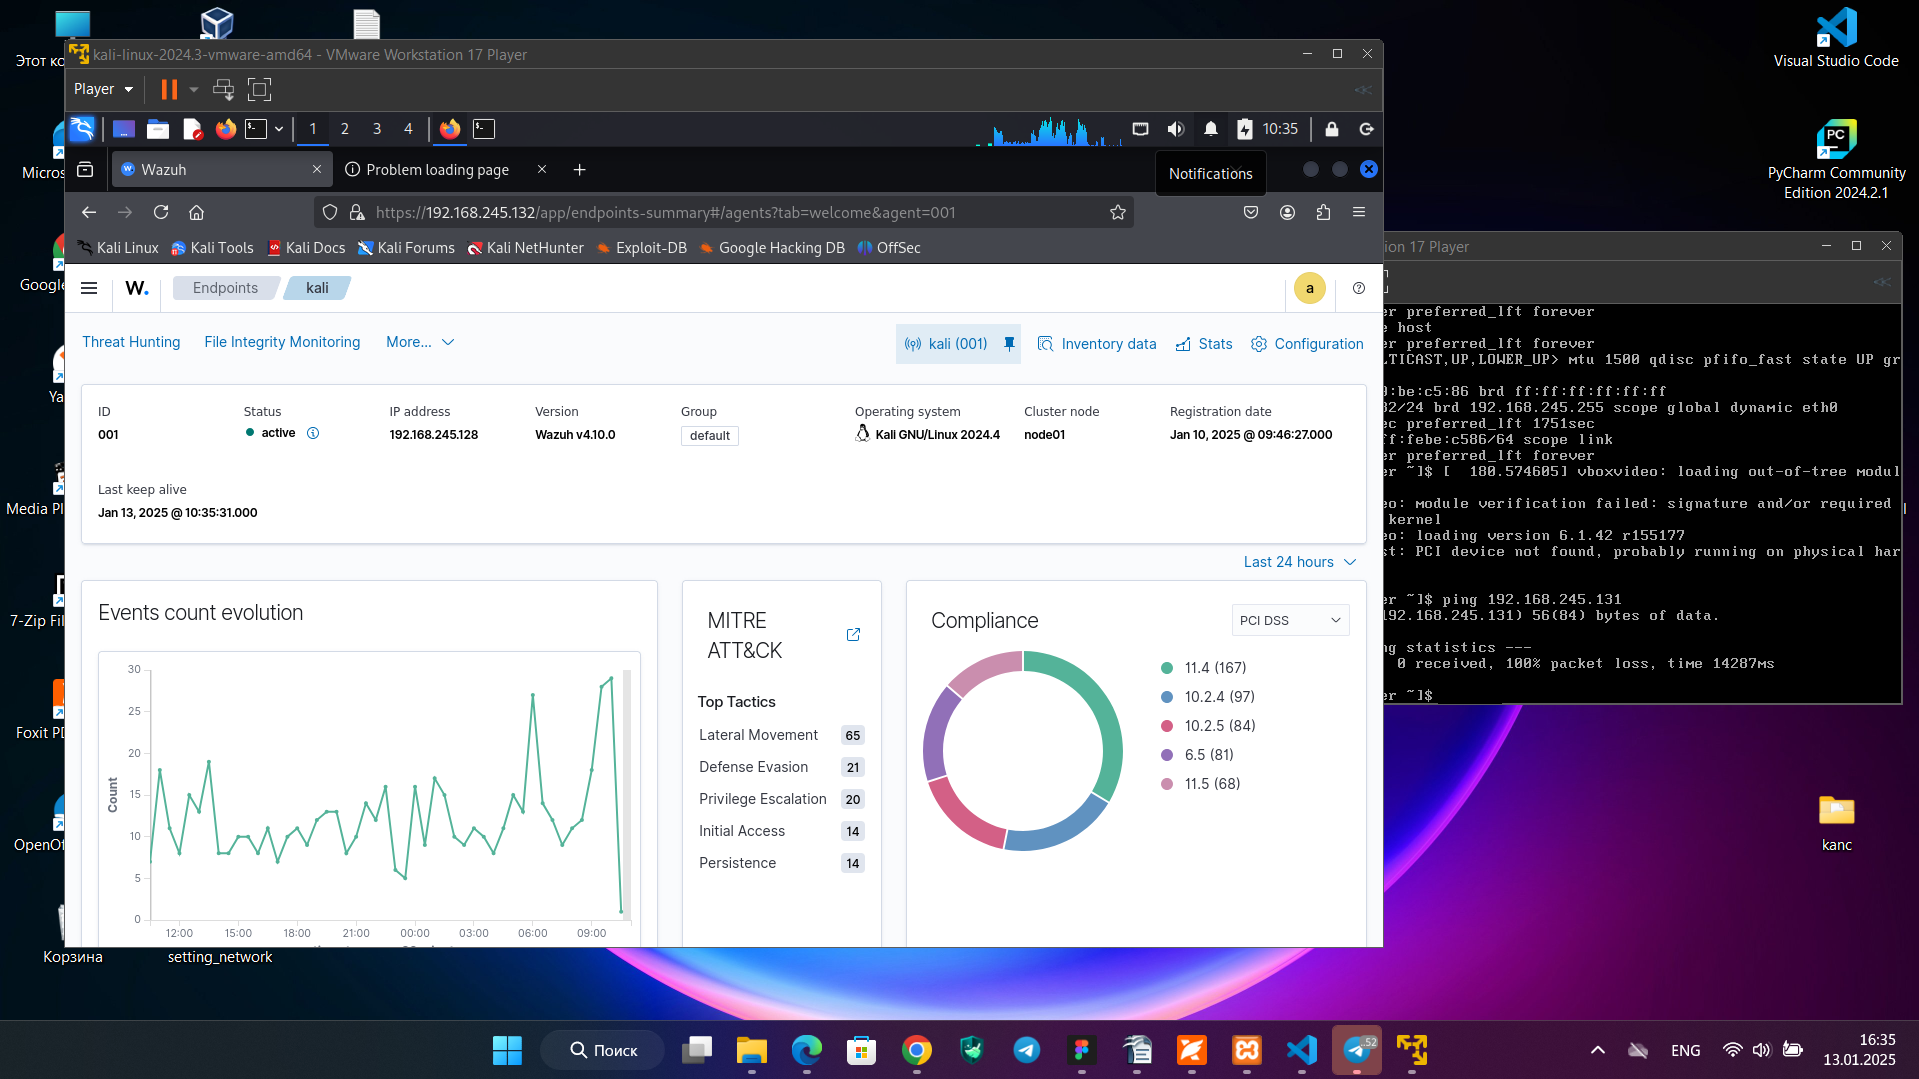 Этот ко
Micros
Google
Ya
Media Pl
7-Zip Fil
Foxit PD
OpenOf
Корзина
setting_network
Visual Studio Code
PyCharm Community
Edition 2024.2.1
kanc
kali-linux-2024.3-vmware-amd64 - VMware Workstation 17 Player
Player
1 2 3 4
10:35
Wazuh
Problem loading page
Notifications
https://192.168.245.132/app/endpoints-summary#/agents?tab=welcome&agent=001
Kali Linux Kali Tools Kali Docs Kali Forums Kali NetHunter Exploit-DB Google Hacking DB OffSec
W. Endpoints kali a
Threat Hunting File Integrity Monitoring More... kali (001) Inventory data Stats Configuration
ID Status IP address Version Group Operating system Cluster node Registration date
001 active 192.168.245.128 Wazuh v4.10.0 default Kali GNU/Linux 2024.4 node01 Jan 10, 2025 @ 09:46:27.000
Last keep alive
Jan 13, 2025 @ 10:35:31.000
Last 24 hours
Events count evolution
Count
30
25
20
15
10
5
0
12:00 15:00 18:00 21:00 00:00 03:00 06:00 09:00
MITRE
ATT&CK
Top Tactics
Lateral Movement 65
Defense Evasion 21
Privilege Escalation 20
Initial Access 14
Persistence 14
Compliance
PCI DSS
11.4 (167)
10.2.4 (97)
10.2.5 (84)
6.5 (81)
11.5 (68)
ion 17 Player
er preferred_lft forever
e host
er preferred_lft forever
LTICAST,UP,LOWER_UP> mtu 1500 qdisc pfifo_fast state UP gr
:be:c5:86 brd ff:ff:ff:ff:ff:ff
32/24 brd 192.168.245.255 scope global dynamic eth0
ec preferred_lft 1751sec
ff:febe:c586/64 scope link
er preferred_lft forever
er ~]$ [  180.574605] vboxvideo: loading out-of-tree modul
eo: module verification failed: signature and/or required
kernel
eo: loading version 6.1.42 r155177
st: PCI device not found, probably running on physical har
er ~]$ ping 192.168.245.131
192.168.245.131) 56(84) bytes of data.
ng statistics ---
0 received, 100% packet loss, time 14287ms
er ~]$
Поиск
PC
..52
ENG
16:35
13.01.2025